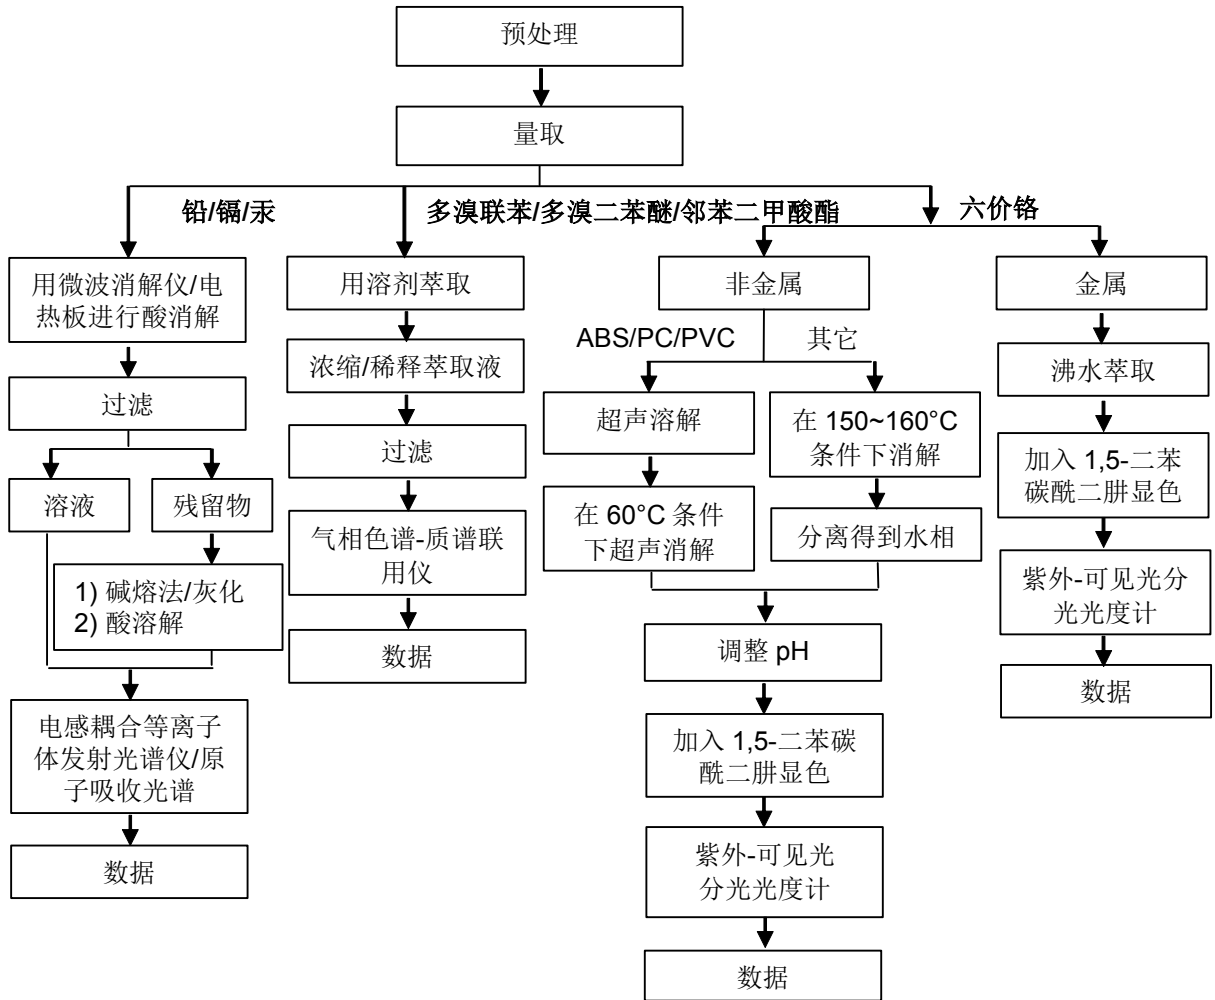 预处理
量取
铅/镉/汞
多溴联苯/多溴二苯醚/邻苯二甲酸酯
六价铬
用微波消解仪/电
热板进行酸消解
过滤
溶液
残留物
1) 碱熔法/灰化
2) 酸溶解
电感耦合等离子
体发射光谱仪/原
子吸收光谱
数据
用溶剂萃取
浓缩/稀释萃取液
过滤
气相色谱-质谱联
用仪
数据
非金属
ABS/PC/PVC
其它
超声溶解
在 60°C 条件
下超声消解
在 150~160°C
条件下消解
分离得到水相
调整 pH
加入 1,5-二苯碳
酰二肼显色
紫外-可见光
分光光度计
数据
金属
沸水萃取
加入 1,5-二苯
碳酰二肼显色
紫外-可见光分
光光度计
数据